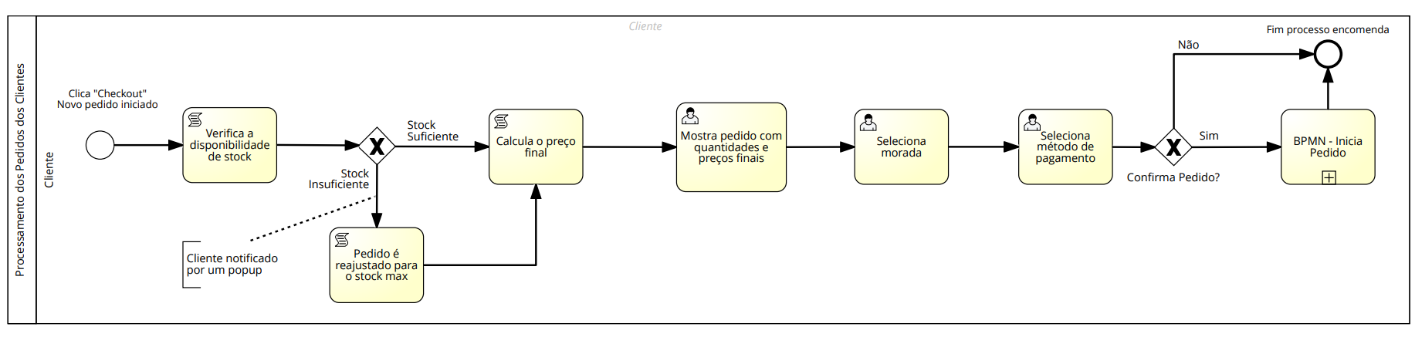 Cliente
Processamento dos Pedidos dos Clientes
Cliente
Clica "Checkout"
Novo pedido iniciado
Verifica a
disponibilidade
de stock
Stock
Suficiente
Stock
Insuficiente
Cliente notificado
por um popup
Pedido é
reajustado para
o stock max
Calcula o preço
final
Mostra pedido com
quantidades e
preços finais
Seleciona
morada
Seleciona
método de
pagamento
Confirma Pedido?
Não
Sim
BPMN - Inicia
Pedido
Fim processo encomenda